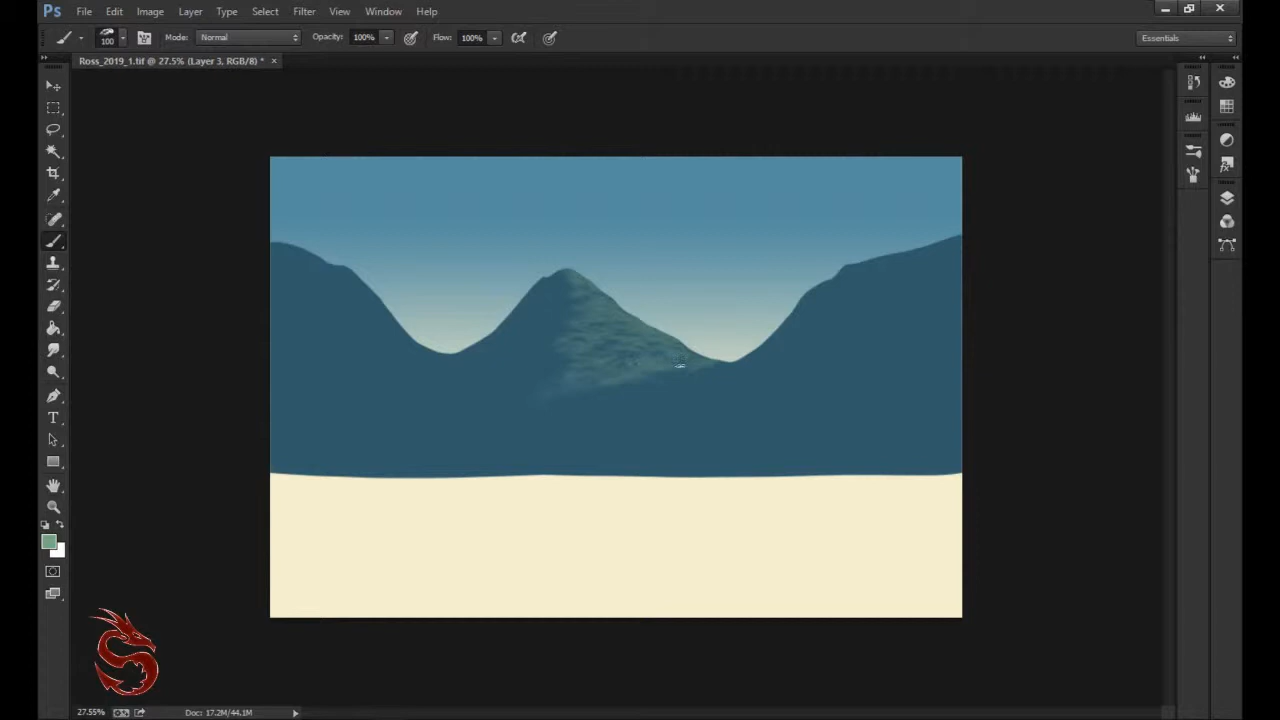 Ps File Edit Image Layer Type Select Filter View Window Help
100 Mode: Normal Opacity: 100% Flow: 100% Essentials
Ross_2019_1.tif @ 27.5% (Layer 3, RGB/8) *
27.55% Doc: 17.2M/44.1M